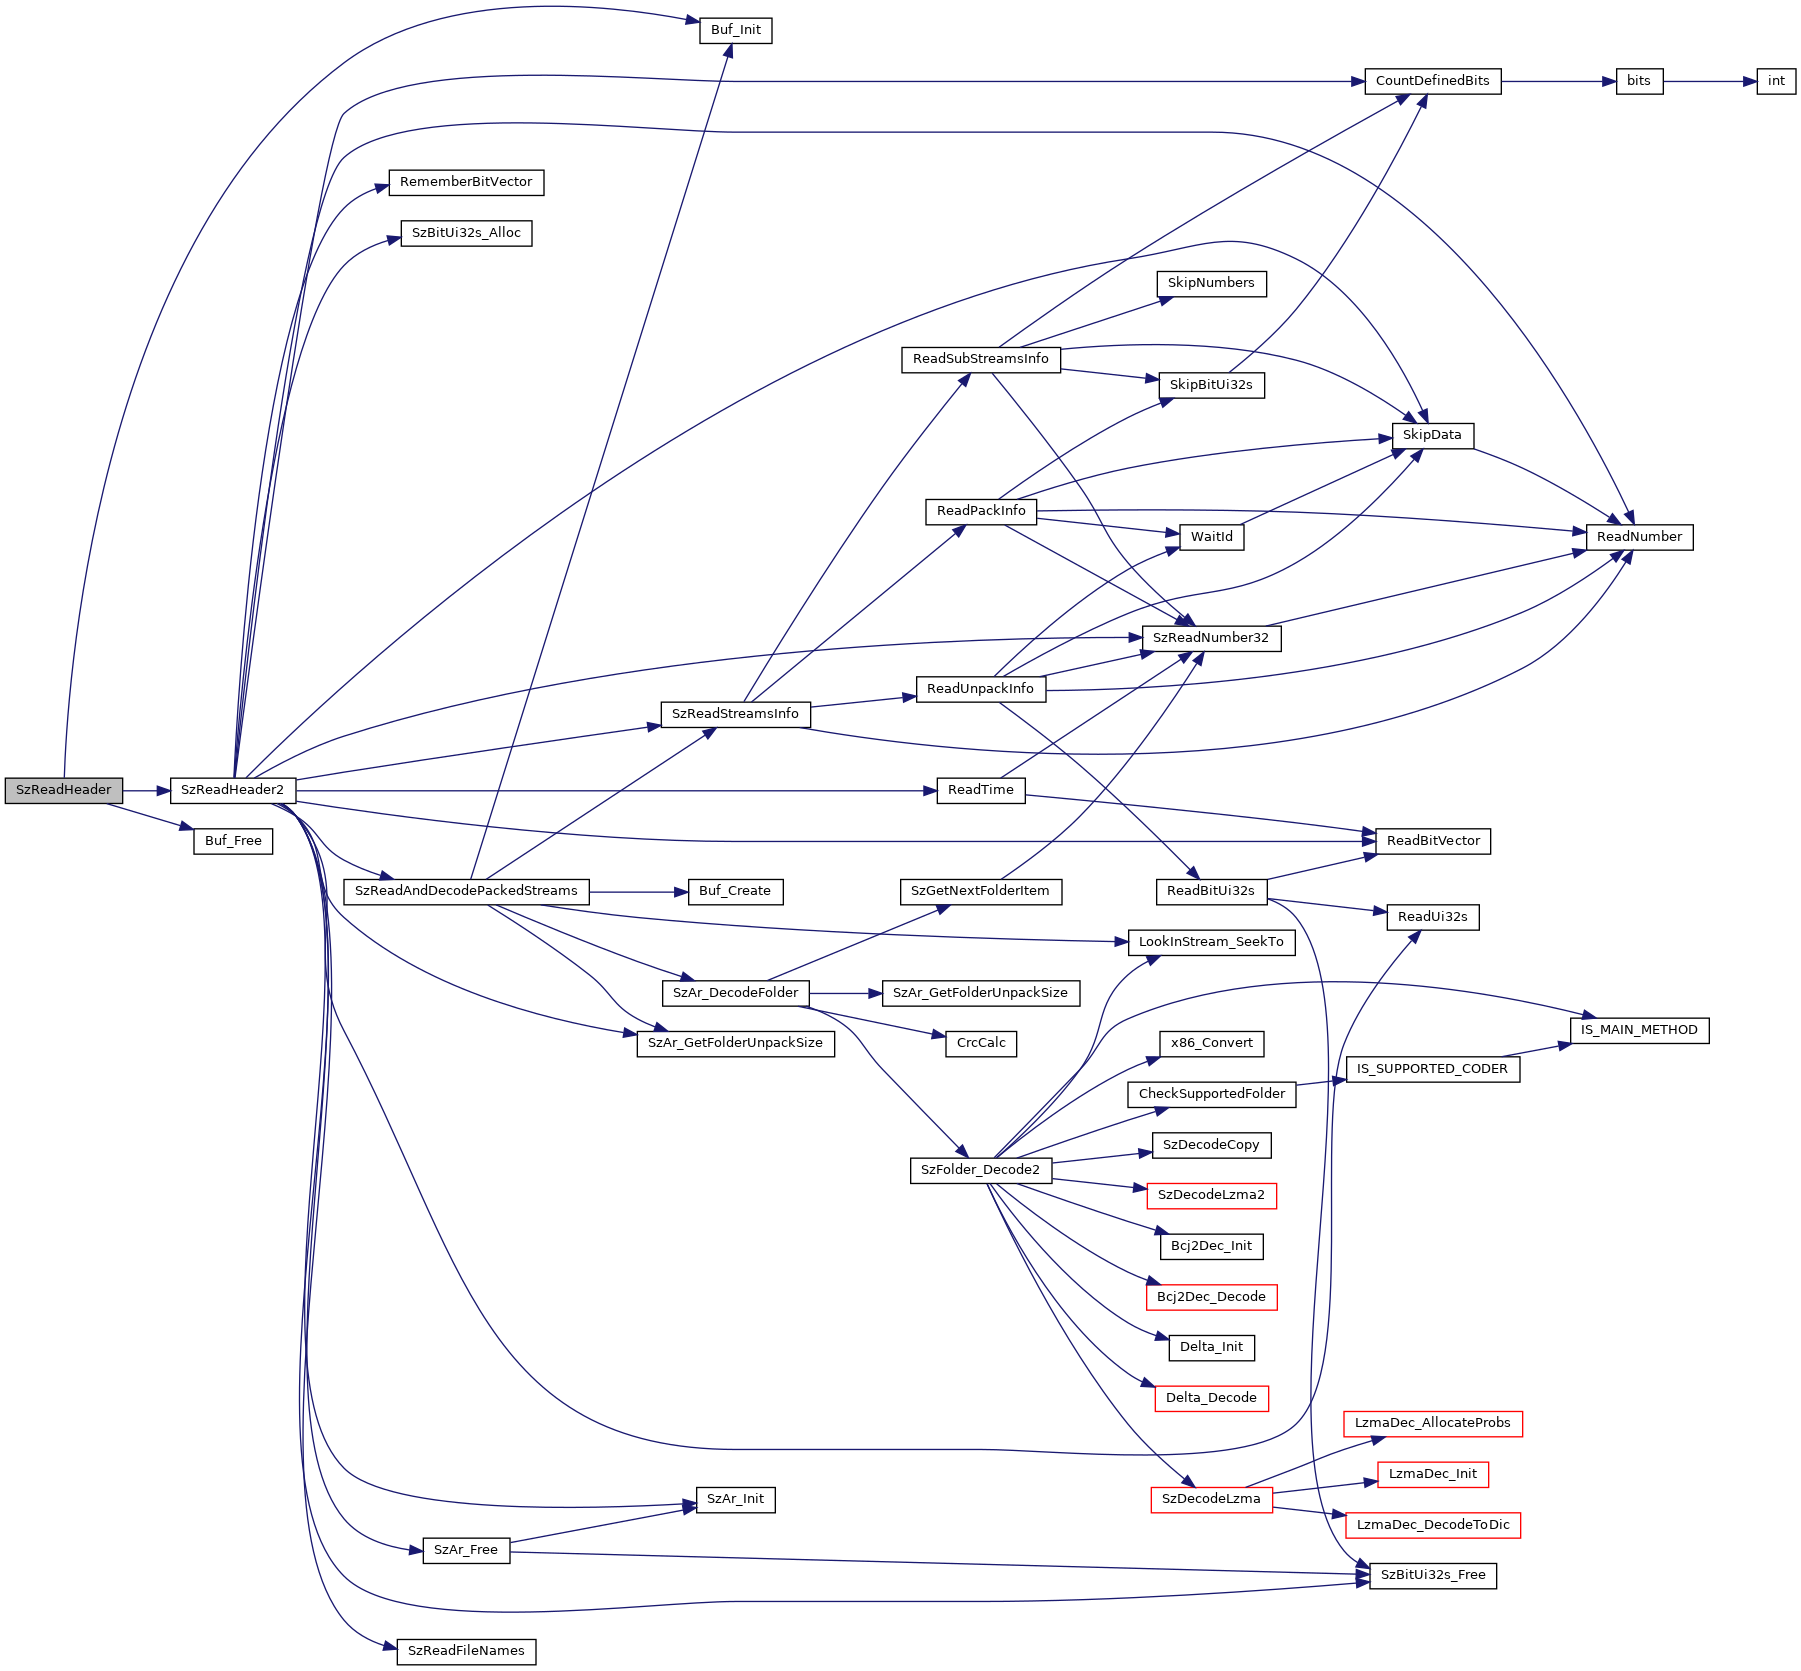 Buf_Init
CountDefinedBits
bits
int
RememberBitVector
SzBitUi32s_Alloc
SkipNumbers
ReadSubStreamsInfo
SkipBitUi32s
SkipData
ReadPackInfo
WaitId
ReadNumber
SzReadNumber32
ReadUnpackInfo
SzReadStreamsInfo
SzReadHeader
SzReadHeader2
ReadTime
Buf_Free
ReadBitVector
SzReadAndDecodePackedStreams
Buf_Create
SzGetNextFolderItem
ReadBitUi32s
ReadUi32s
LookInStream_SeekTo
SzAr_DecodeFolder
SzAr_GetFolderUnpackSize
IS_MAIN_METHOD
SzAr_GetFolderUnpackSize
CrcCalc
x86_Convert
IS_SUPPORTED_CODER
CheckSupportedFolder
SzDecodeCopy
SzFolder_Decode2
SzDecodeLzma2
Bcj2Dec_Init
Bcj2Dec_Decode
Delta_Init
Delta_Decode
LzmaDec_AllocateProbs
LzmaDec_Init
SzAr_Init
SzDecodeLzma
LzmaDec_DecodeToDic
SzAr_Free
SzBitUi32s_Free
SzReadFileNames